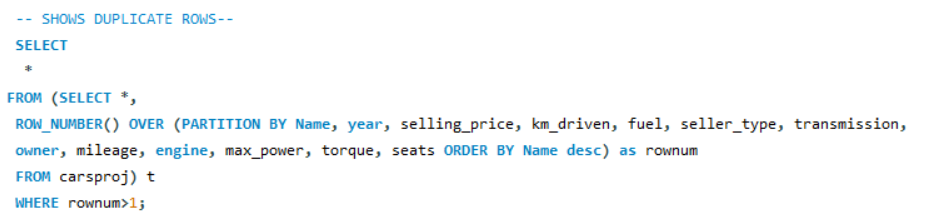 -- SHOWS DUPLICATE ROWS--
SELECT
*
FROM (SELECT *,
ROW_NUMBER() OVER (PARTITION BY Name, year, selling_price, km_driven, fuel, seller_type, transmission,
owner, mileage, engine, max_power, torque, seats ORDER BY Name desc) as rownum
FROM carsproj) t
WHERE rownum>1;